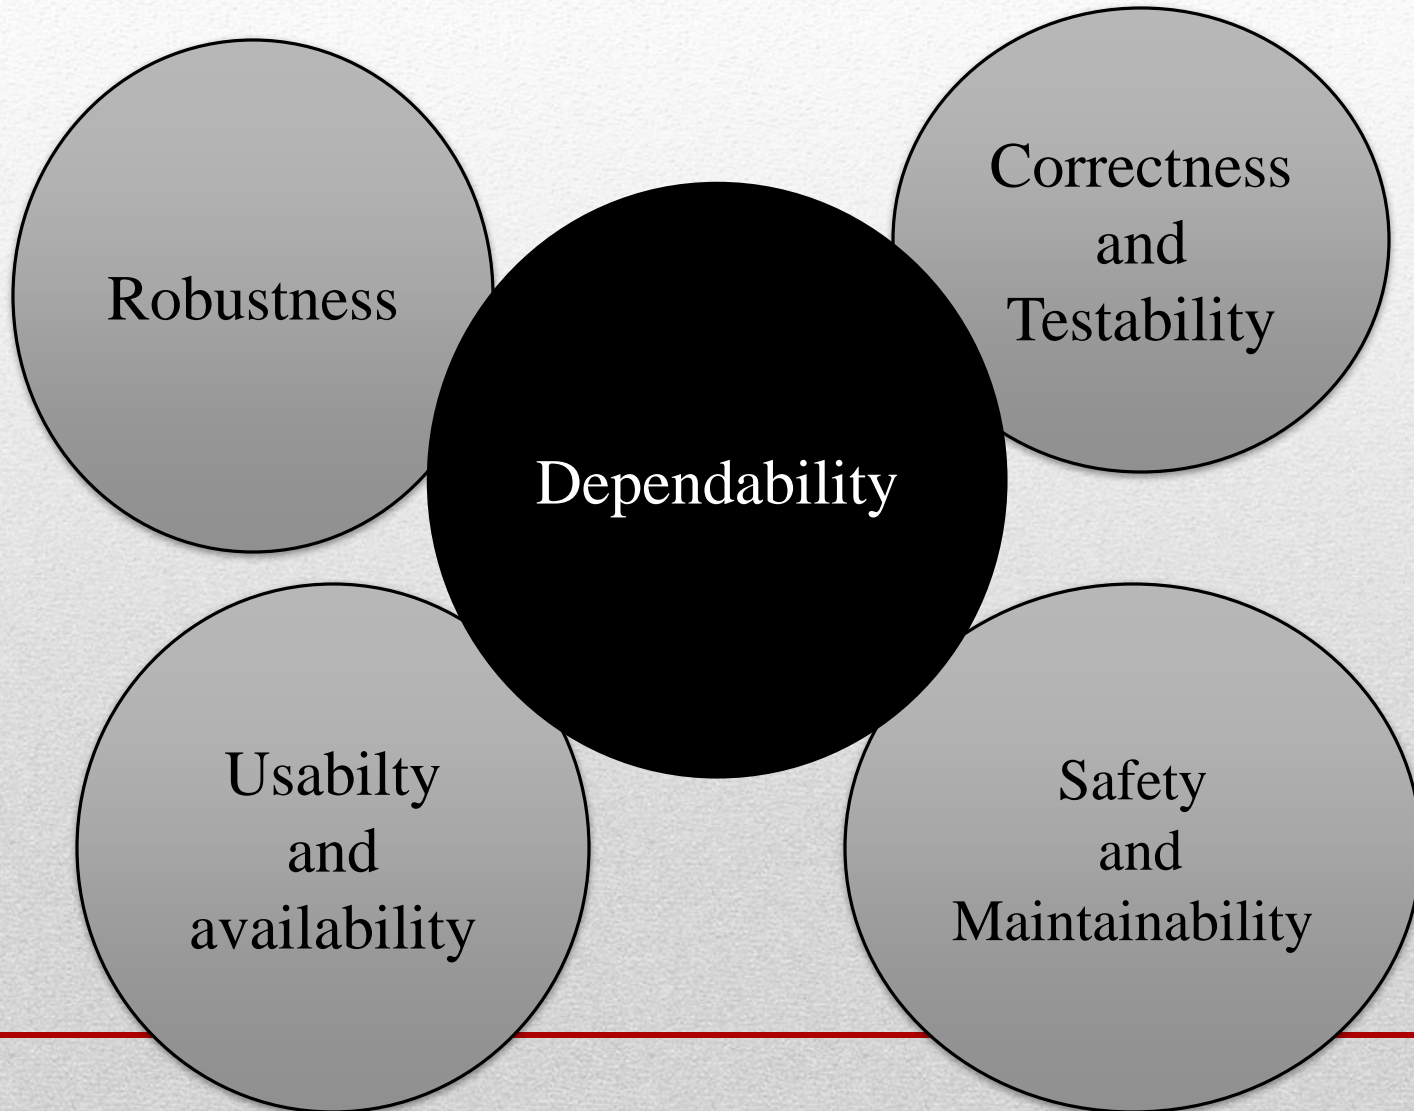 Robustness
Correctness
and
Testability
Dependability
Usabilty
and
availability
Safety
and
Maintainability